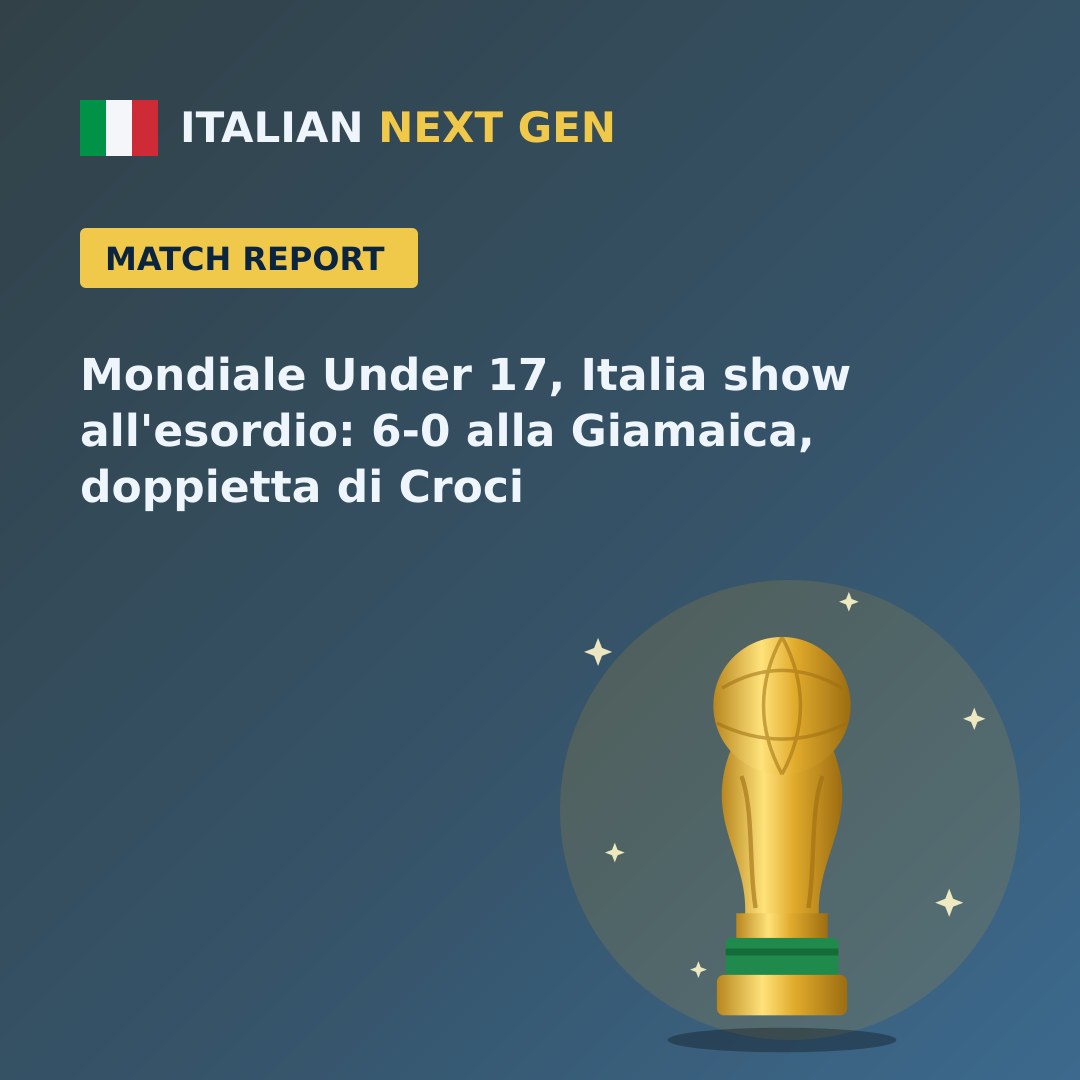 ITALIAN NEXT GEN
MATCH REPORT
Mondiale Under 17, Italia show
all'esordio: 6-0 alla Giamaica,
doppietta di Croci